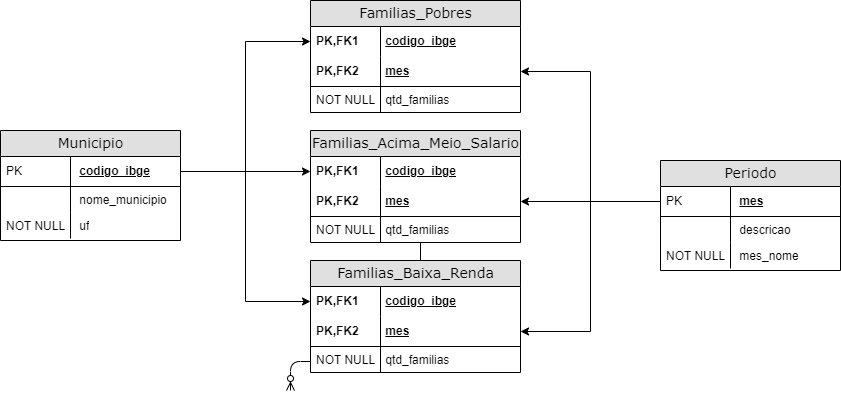 Familias_Pobres
PK,FK1 codigo_ibge
PK,FK2 mes
NOT NULL qtd_familias
Municipio
PK codigo_ibge
nome_municipio
NOT NULL uf
Familias_Acima_Meio_Salario
PK,FK1 codigo_ibge
PK,FK2 mes
NOT NULL qtd_familias
Periodo
PK mes
descricao
NOT NULL mes_nome
Familias_Baixa_Renda
PK,FK1 codigo_ibge
PK,FK2 mes
NOT NULL qtd_familias